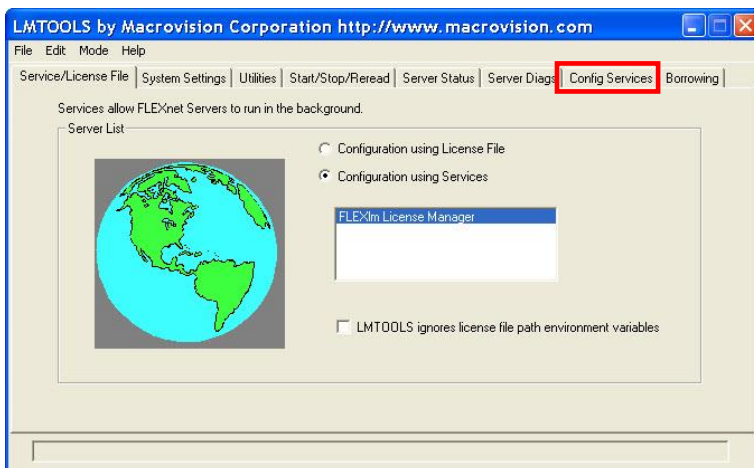 LMTOOLS by Macrovision Corporation http://www.macrovision.com
File Edit Mode Help
Service/License File System Settings Utilities Start/Stop/Reread Server Status Server Diags Config Services Borrowing
Services allow FLEXnet Servers to run in the background.
Server List
Configuration using License File
Configuration using Services
FLEXlm License Manager
LMTOOLS ignores license file path environment variables